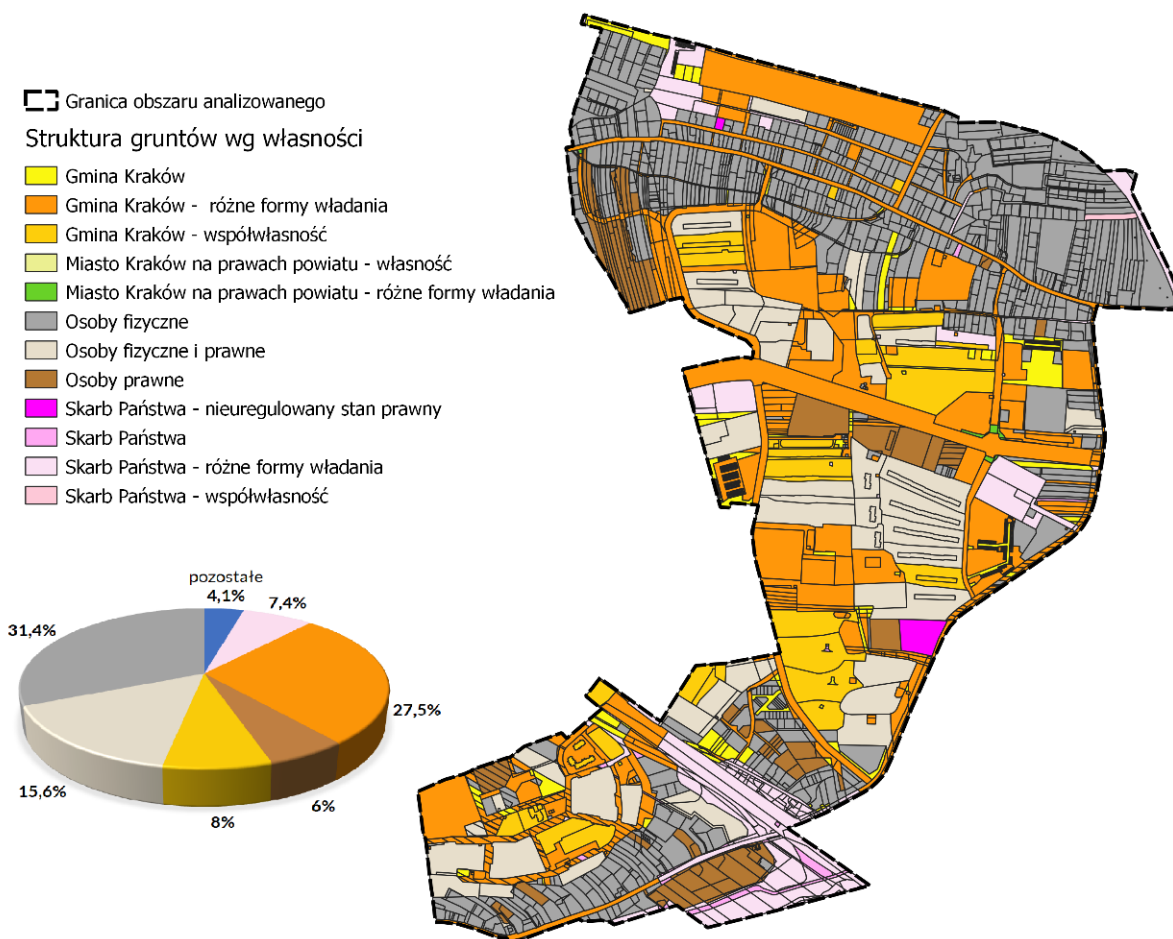 Granica obszaru analizowanego
Struktura gruntów wg własności
Gmina Kraków
Gmina Kraków -  różne formy władania
Gmina Kraków - współwłasność
Miasto Kraków na prawach powiatu - własność
Miasto Kraków na prawach powiatu - różne formy władania
Osoby fizyczne
Osoby fizyczne i prawne
Osoby prawne
Skarb Państwa - nieuregulowany stan prawny
Skarb Państwa
Skarb Państwa - różne formy władania
Skarb Państwa - współwłasność
pozostałe
4,1%
7,4%
31,4%
27,5%
15,6%
6%
8%